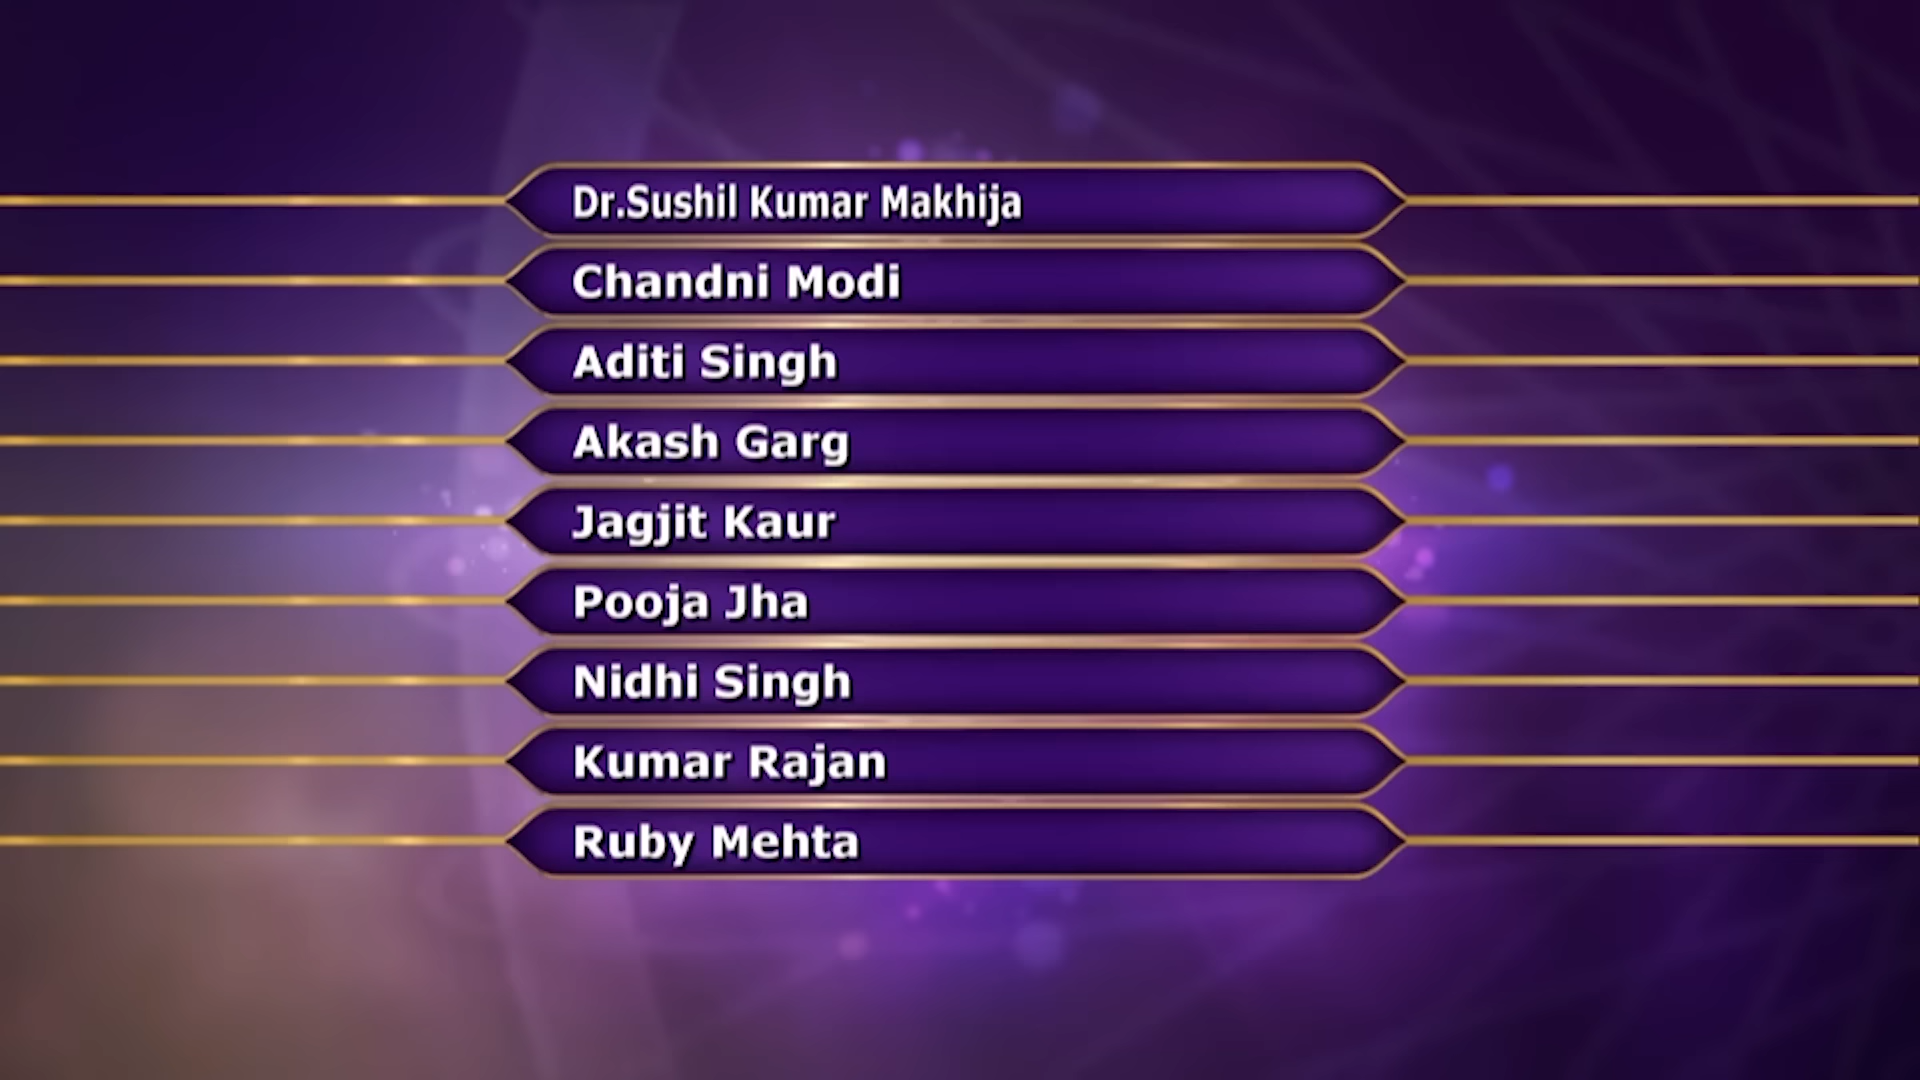 Dr.Sushil Kumar Makhija
Chandni Modi
Aditi Singh
Akash Garg
Jagjit Kaur
Pooja Jha
Nidhi Singh
Kumar Rajan
Ruby Mehta